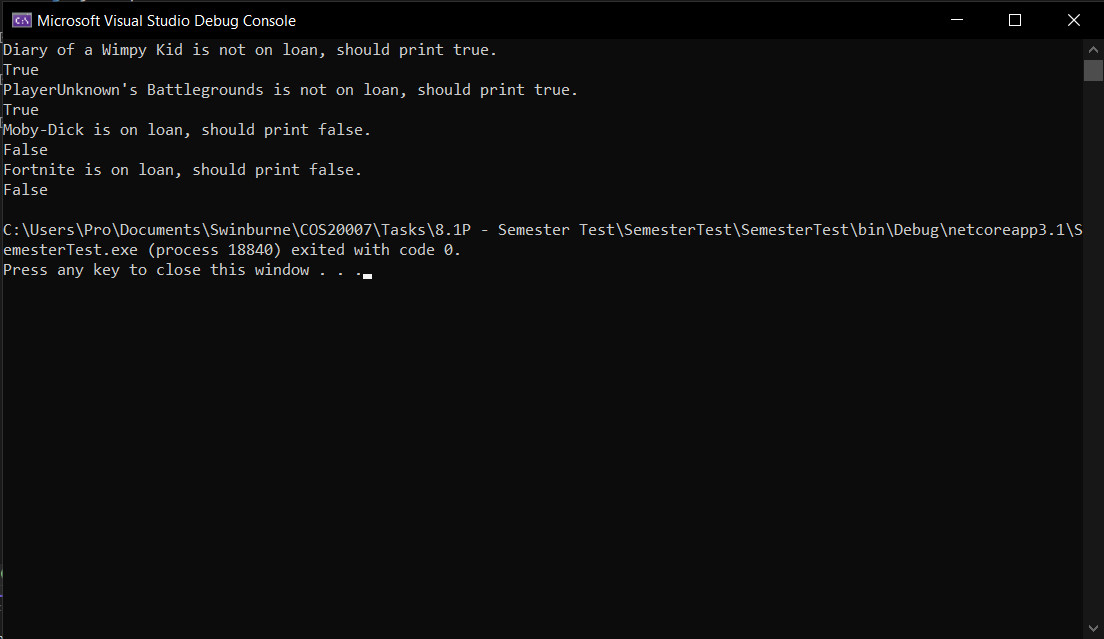 Microsoft Visual Studio Debug Console
Diary of a Wimpy Kid is not on loan, should print true.
True
PlayerUnknown's Battlegrounds is not on loan, should print true.
True
Moby-Dick is on loan, should print false.
False
Fortnite is on loan, should print false.
False
C:\Users\Pro\Documents\Swinburne\COS20007\Tasks\8.1P - Semester Test\SemesterTest\SemesterTest\bin\Debug\netcoreapp3.1\S
emesterTest.exe (process 18840) exited with code 0.
Press any key to close this window . . .